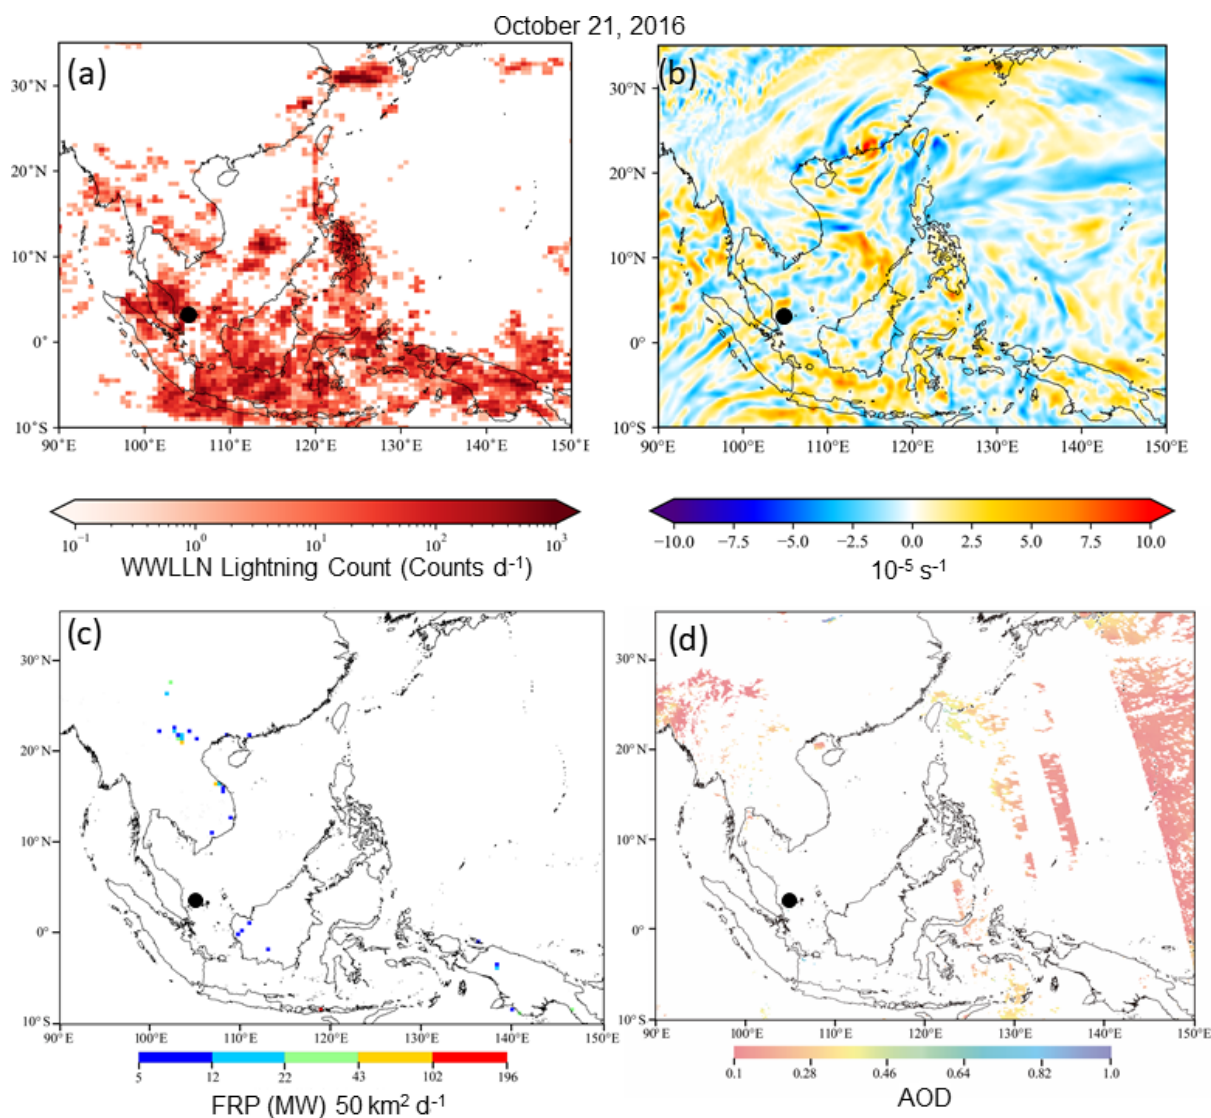 October 21, 2016
(a)
(b)
30°N
20°N
10°N
0°
10°S
90°E 100°E 110°E 120°E 130°E 140°E 150°E
30°N
20°N
10°N
0°
10°S
90°E 100°E 110°E 120°E 130°E 140°E 150°E
10⁻¹ 10⁰ 10¹ 10² 10³
WWLLN Lightning Count (Counts d⁻¹)
−10.0 −7.5 −5.0 −2.5 0.0 2.5 5.0 7.5 10.0
10⁻⁵ s⁻¹
(c)
(d)
30°N
20°N
10°N
0°
10°S
90°E 100°E 110°E 120°E 130°E 140°E 150°E
30°N
20°N
10°N
0°
10°S
90°E 100°E 110°E 120°E 130°E 140°E 150°E
5 12 22 43 102 196
FRP (MW) 50 km² d⁻¹
0.1 0.28 0.46 0.64 0.82 1.0
AOD